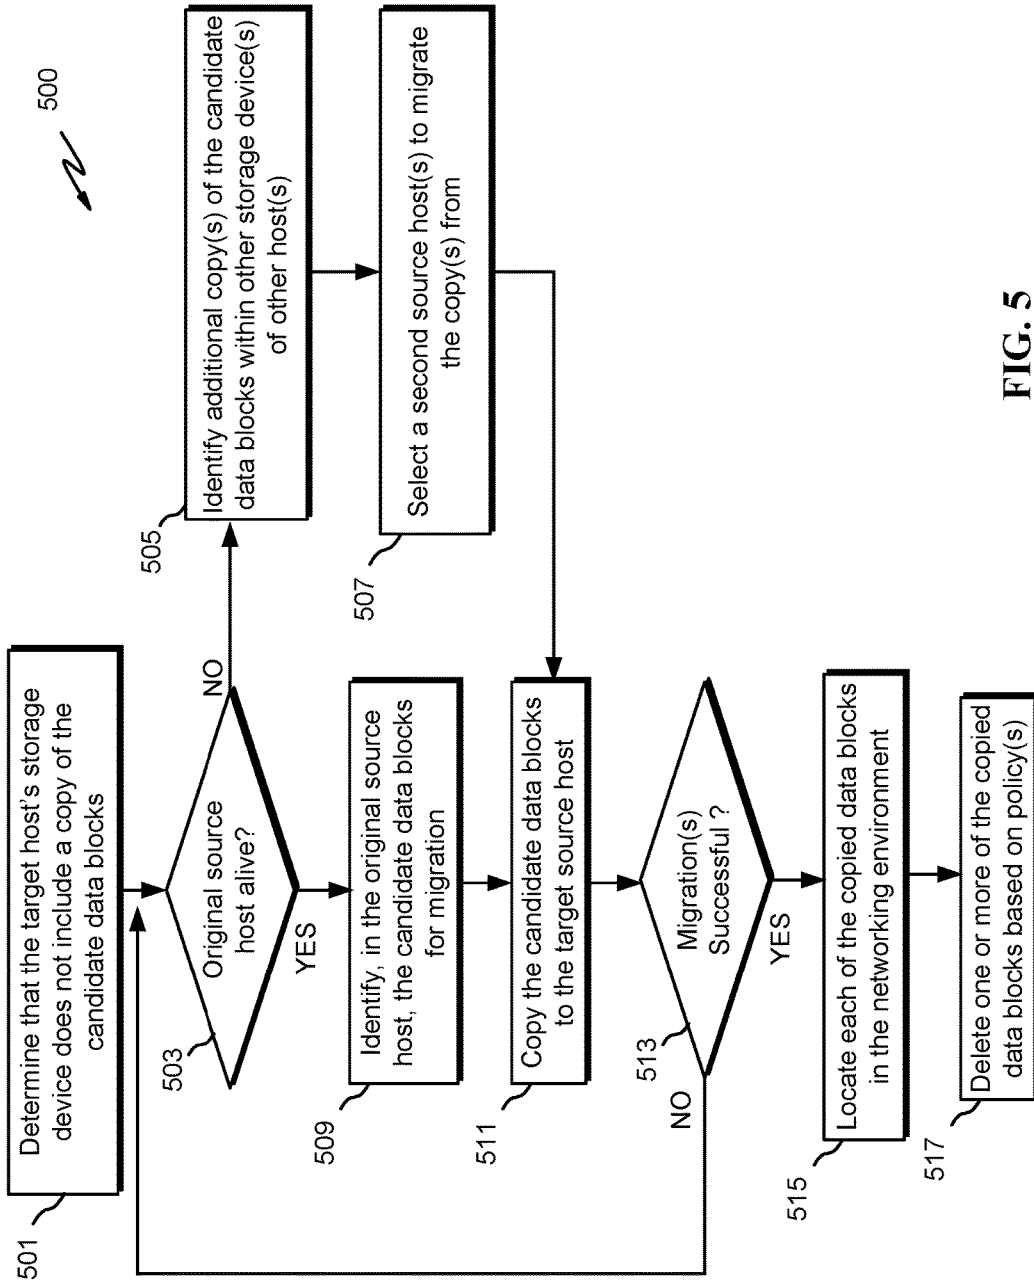 500
501
Determine that the target host's storage
device does not include a copy of the
candidate data blocks
503
Original source
host alive?
NO
YES
505
Identify additional copy(s) of the candidate
data blocks within other storage device(s)
of other host(s)
507
Select a second source host(s) to migrate
the copy(s) from
509
Identify, in the original source
host, the candidate data blocks
for migration
511
Copy the candidate data blocks
to the target source host
513
Migration(s)
Successful ?
NO
YES
515
Locate each of the copied data blocks
in the networking environment
517
Delete one or more of the copied
data blocks based on policy(s)
FIG. 5